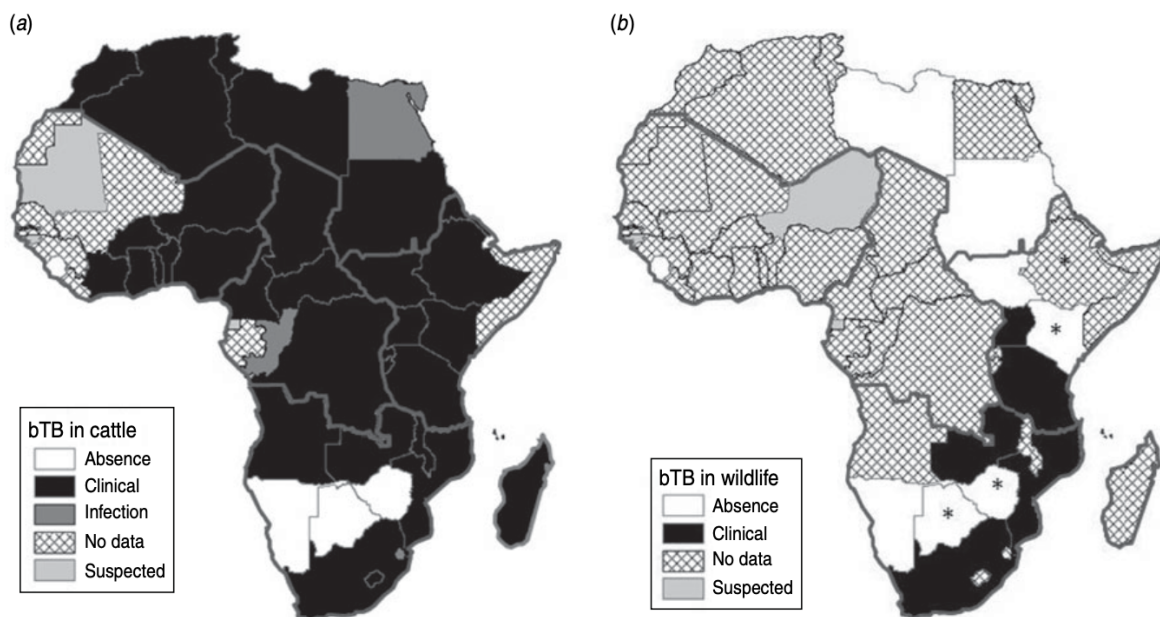 (a)
(b)
*
*
*
*
bTB in cattle
Absence
Clinical
Infection
No data
Suspected
bTB in wildlife
Absence
Clinical
No data
Suspected